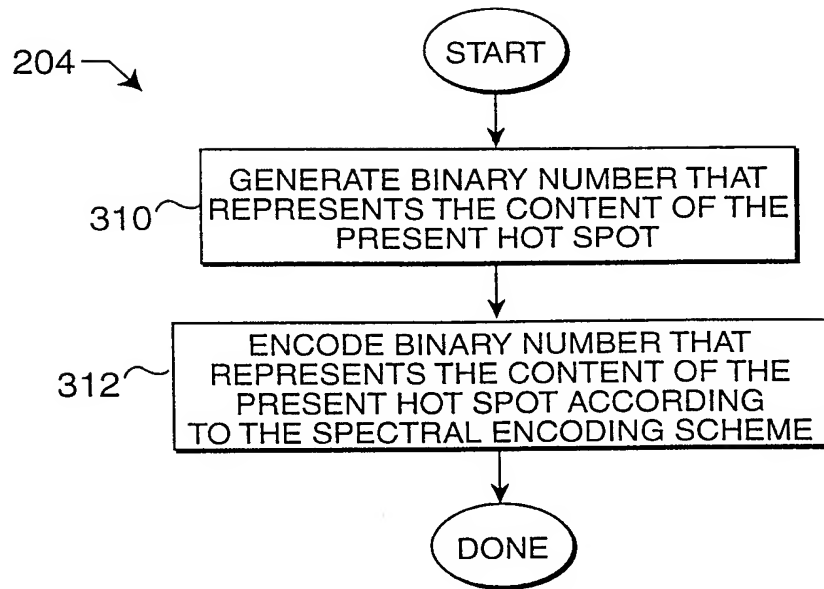 START
204
GENERATE BINARY NUMBER THAT
REPRESENTS THE CONTENT OF THE
PRESENT HOT SPOT
310
ENCODE BINARY NUMBER THAT
REPRESENTS THE CONTENT OF THE
PRESENT HOT SPOT ACCORDING
TO THE SPECTRAL ENCODING SCHEME
312
DONE